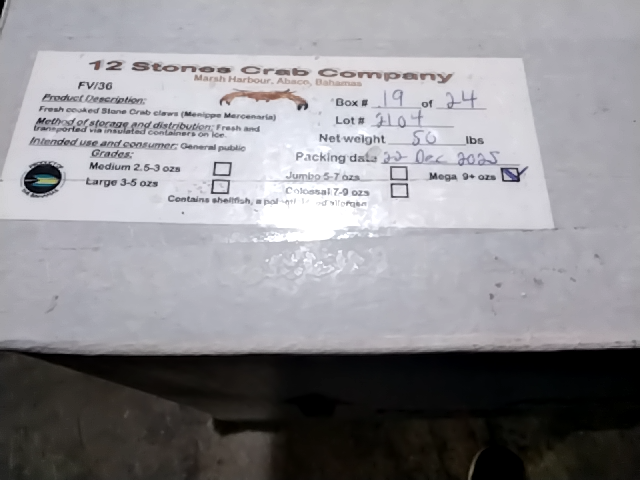 12 Stones Crab Company
Marsh Harbour, Abaco, Bahamas
FV/36
Product Description:
Fresh cooked Stone Crab claws (Menippe Mercenaria)
Method of storage and distribution: Fresh and
transported via insulated containers on ice.
Intended use and consumer: General public
Box # 19 of 24
Lot # 2104
Net weight 50 lbs
Packing date 22 Dec 2025
Grades:
Medium 2.5-3 ozs
Large 3-5 ozs
Jumbo 5-7 ozs
Colossal 7-9 ozs
Mega 9+ ozs
Contains shellfish, a